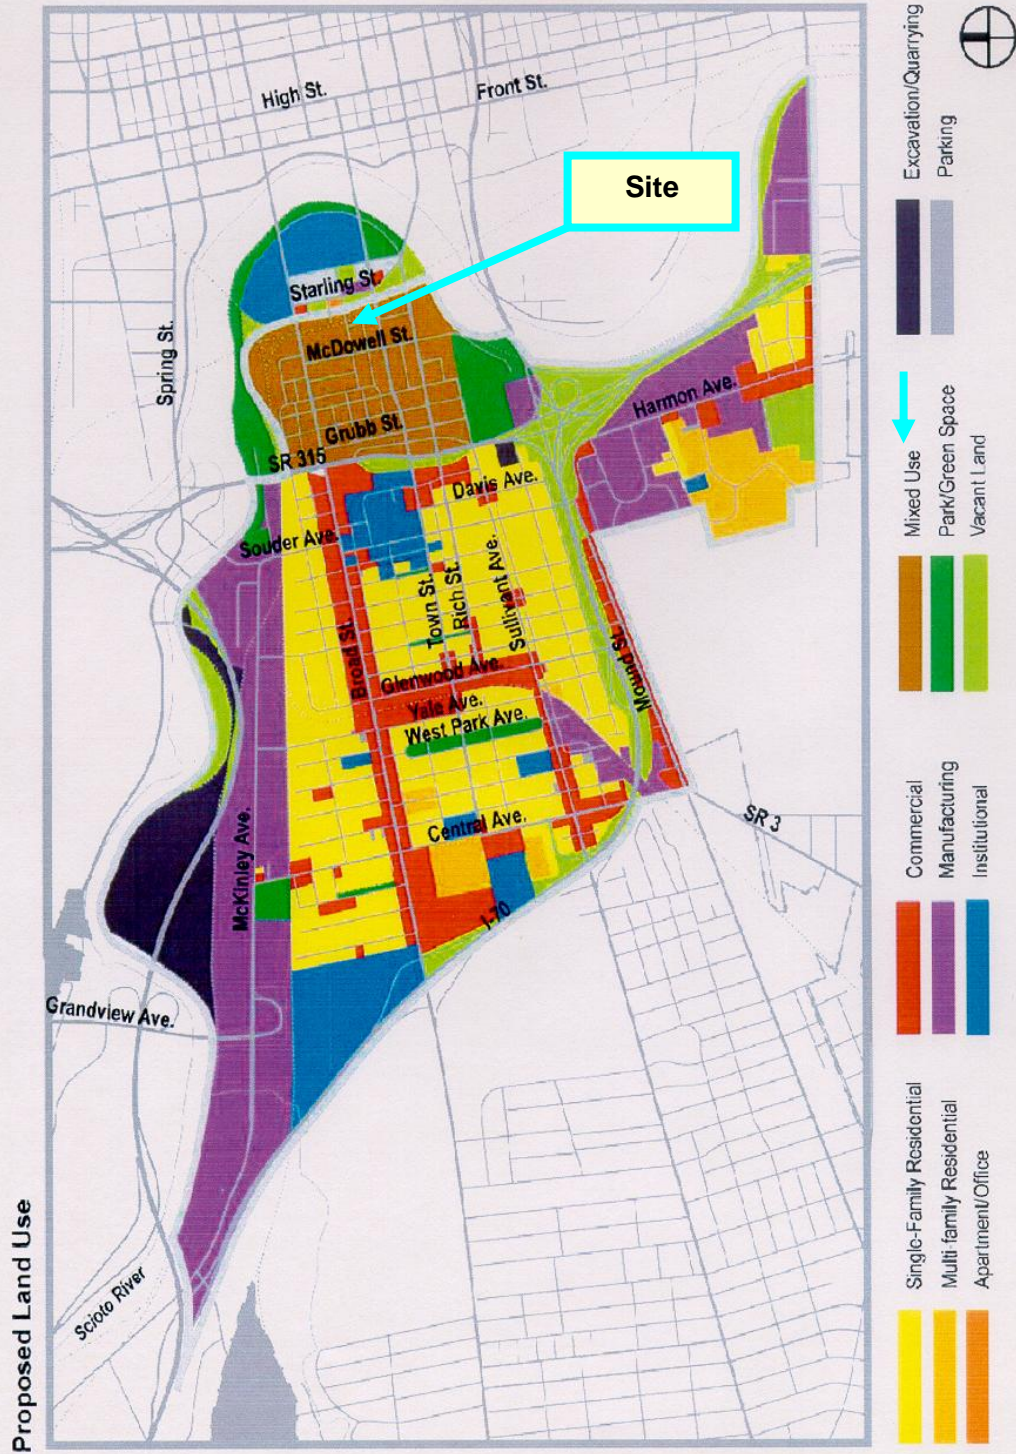 Proposed Land Use
High St.
Front St.
Site
Starling St.
McDowell St.
Spring St.
Grubb St.
SR 315
Harmon Ave.
Davis Ave.
Souder Ave.
Town St.
Rich St.
Sullivant Ave.
Broad St.
Glenwood Ave.
Mound St.
Yale Ave.
West Park Ave.
Central Ave.
SR 3
McKinley Ave.
I-70
Grandview Ave.
Scioto River
Single-Family Residential
Multi-family Residential
Apartment/Office
Commercial
Manufacturing
Institutional
Mixed Use
Park/Green Space
Vacant Land
Excavation/Quarrying
Parking